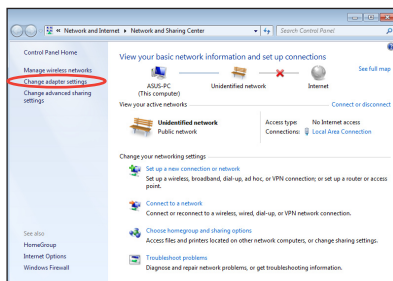 « Network and Internet ▸ Network and Sharing Center
Search Control Panel
Control Panel Home
Manage wireless networks
Change adapter settings
Change advanced sharing
settings
See also
HomeGroup
Internet Options
Windows Firewall
View your basic network information and set up connections
See full map
ASUS-PC
(This computer)
Unidentified network
Internet
View your active networks
Connect or disconnect
Unidentified network
Public network
Access type: No Internet access
Connections: Local Area Connection
Change your networking settings
Set up a new connection or network
Set up a wireless, broadband, dial-up, ad hoc, or VPN connection; or set up a router or access
point.
Connect to a network
Connect or reconnect to a wireless, wired, dial-up, or VPN network connection.
Choose homegroup and sharing options
Access files and printers located on other network computers, or change sharing settings.
Troubleshoot problems
Diagnose and repair network problems, or get troubleshooting information.